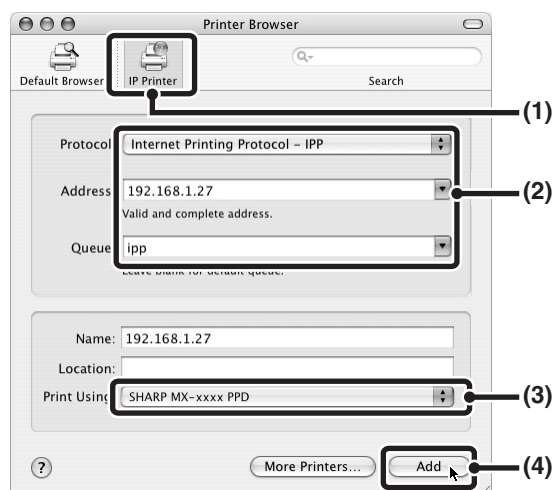 Printer Browser
Default Browser
IP Printer
Search
(1)
Protocol
Internet Printing Protocol – IPP
Address
192.168.1.27
(2)
Valid and complete address.
Queue
ipp
Leave blank for default queue.
Name: 192.168.1.27
Location:
Print Using
SHARP MX-xxxx PPD
(3)
?
More Printers...
Add
(4)